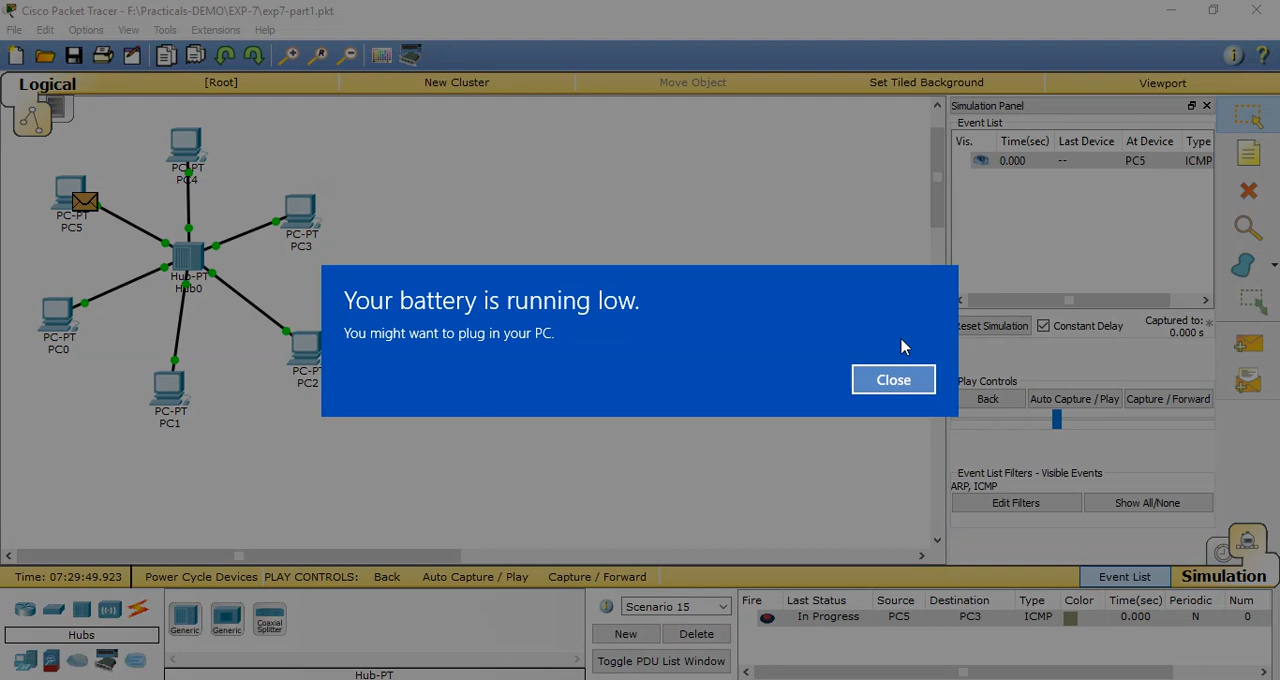 Cisco Packet Tracer - F:\Practicals-DEMO\EXP-7\exp7-part1.pkt
File Edit Options View Tools Extensions Help
Logical [Root] New Cluster Move Object Set Tiled Background Viewport
Simulation Panel
Event List
Vis. Time(sec) Last Device At Device Type
0.000 -- PC5 ICMP
PC-PT
PC4
PC-PT
PC5
PC-PT
PC3
Hub-PT
Hub0
PC-PT
PC0
PC-PT
PC2
PC-PT
PC1
Your battery is running low.
You might want to plug in your PC.
Close
Reset Simulation Constant Delay Captured to: *
0.000 s
Play Controls
Back Auto Capture / Play Capture / Forward
Event List Filters - Visible Events
ARP, ICMP
Edit Filters Show All/None
Time: 07:29:49.923 Power Cycle Devices PLAY CONTROLS: Back Auto Capture / Play Capture / Forward Event List Simulation
Hubs
Generic Generic Coaxial
Splitter
Hub-PT
Scenario 15
New Delete
Toggle PDU List Window
Fire Last Status Source Destination Type Color Time(sec) Periodic Num
In Progress PC5 PC3 ICMP 0.000 N 0